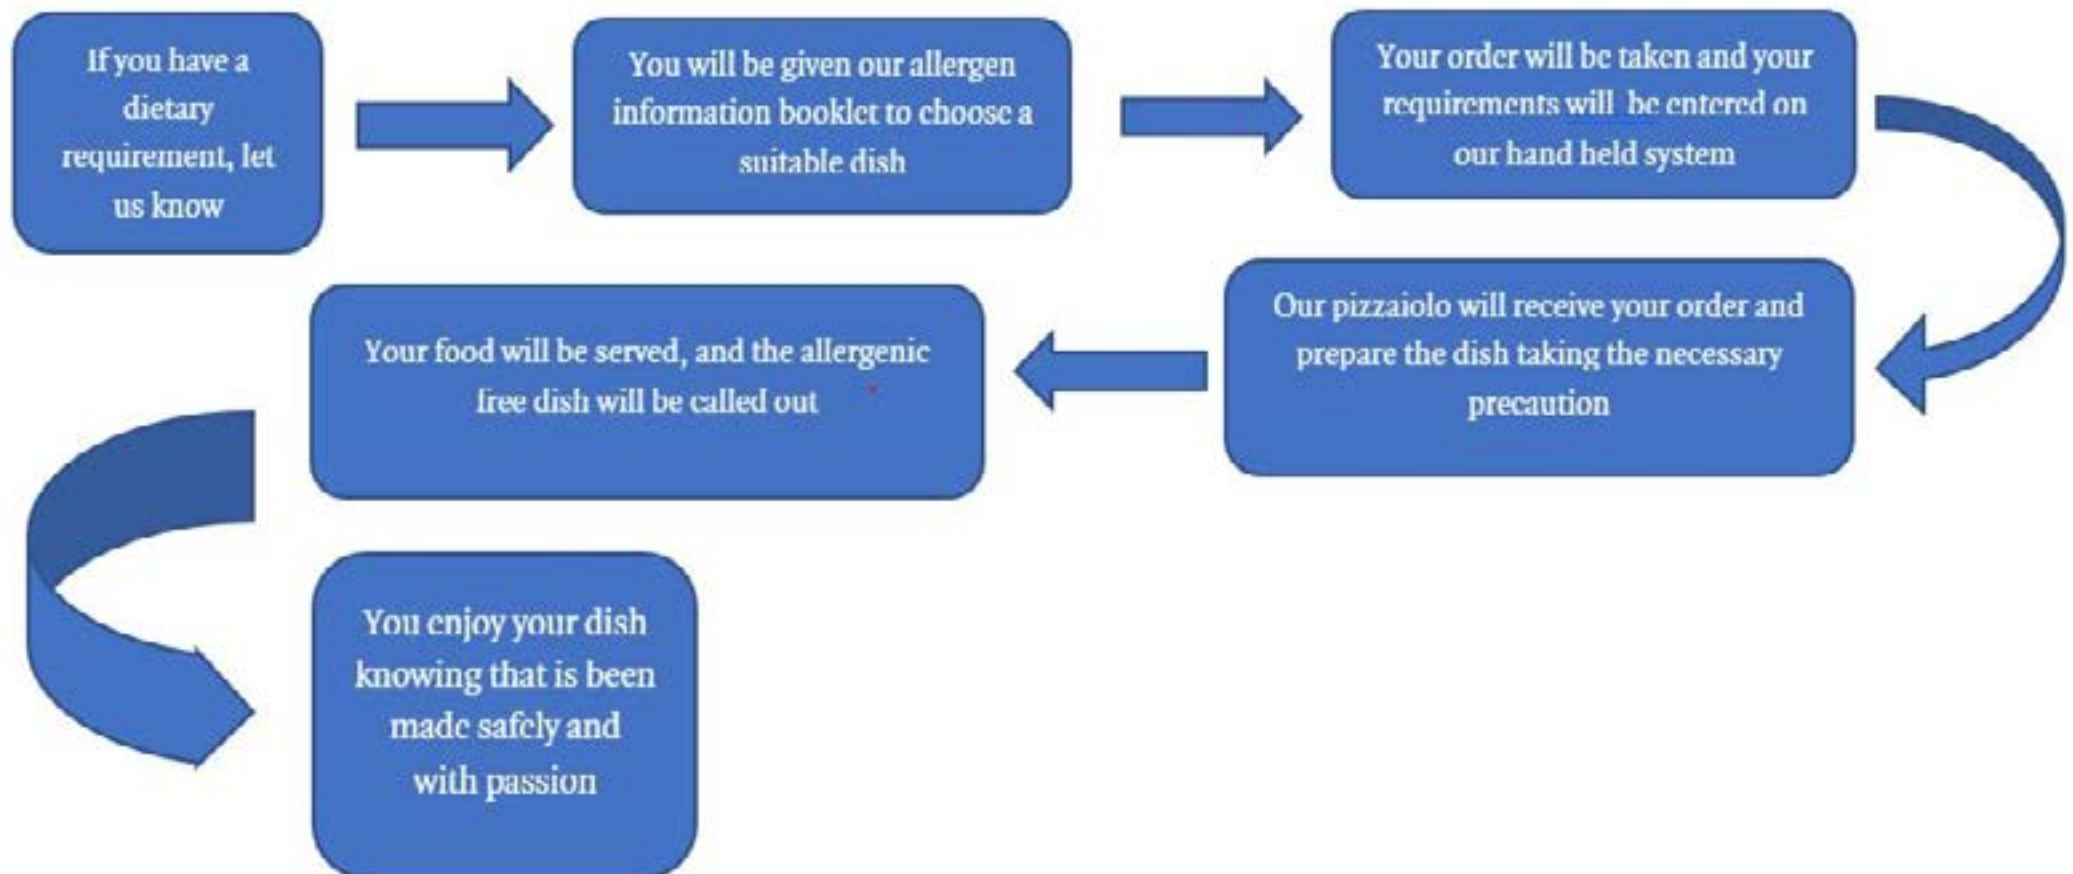 If you have a
dietary
requirement, let
us know
You will be given our allergen
information booklet to choose a
suitable dish
Your order will be taken and your
requirements will be entered on
our hand held system
Our pizzaiolo will receive your order and
prepare the dish taking the necessary
precaution
Your food will be served, and the allergenic
free dish will be called out
You enjoy your dish
knowing that is been
made safely and
with passion